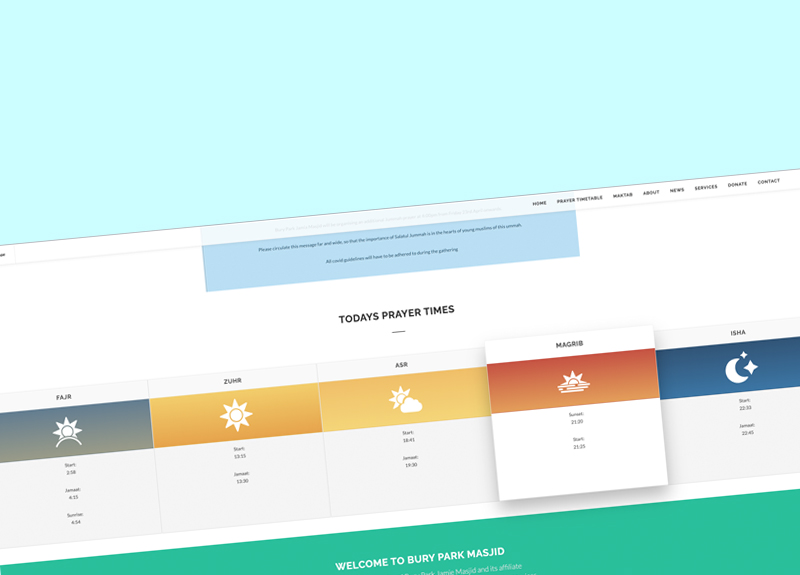 HOME PRAYER TIMETABLE MAKTAB ABOUT NEWS SERVICES DONATE CONTACT
Please circulate this message far and wide, so that the importance of Salatul Jummah is in the hearts of young muslims of this ummah.
All covid guidelines will have to be adhered to during the gathering
TODAYS PRAYER TIMES
FAJR
Start:
2:58
Jamaat:
4:15
Sunrise:
4:54
ZUHR
Start:
13:15
Jamaat:
13:30
ASR
Start:
18:41
Jamaat:
19:30
MAGRIB
Sunset:
21:20
Start:
21:25
ISHA
Start:
22:33
Jamaat:
22:45
WELCOME TO BURY PARK MASJID
Park Jamie Masjid and its affiliate